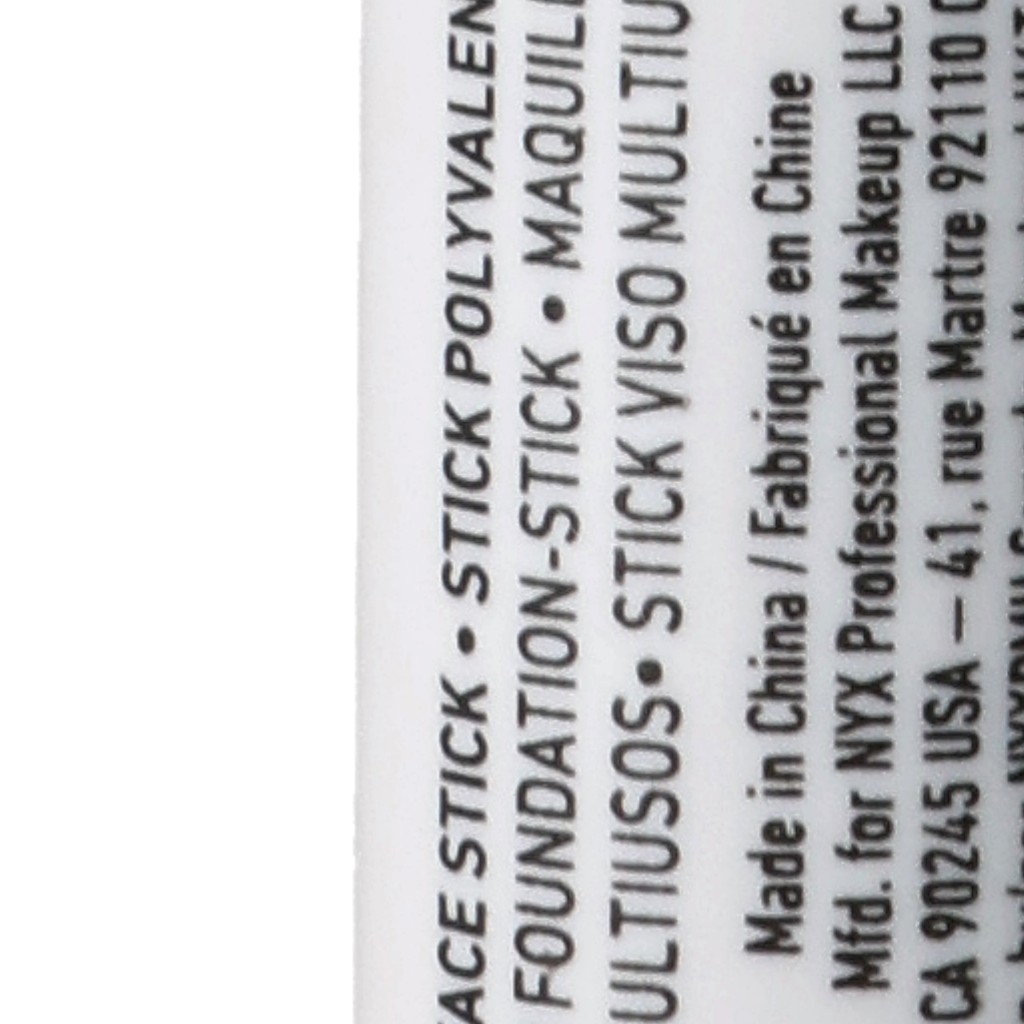 ACE STICK • STICK POLYVALEN
FOUNDATION-STICK • MAQUILL
ULTIUSOS• STICK VISO MULTIU
Made in China / Fabriqué en Chine
Mfd. for NYX Professional Makeup LLC
CA 90245 USA – 41, rue Martre 92110 C